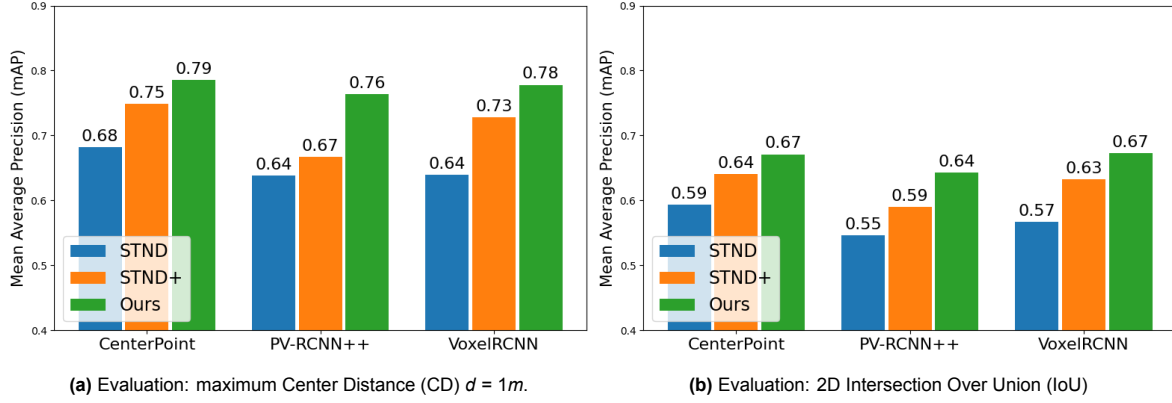 Mean Average Precision (mAP)
0.9
0.8
0.7
0.6
0.5
0.4
0.68
0.75
0.79
0.64
0.67
0.76
0.64
0.73
0.78
STND
STND+
Ours
CenterPoint
PV-RCNN++
VoxelRCNN
(a) Evaluation: maximum Center Distance (CD) d = 1m.
Mean Average Precision (mAP)
0.9
0.8
0.7
0.6
0.5
0.4
0.59
0.64
0.67
0.55
0.59
0.64
0.57
0.63
0.67
STND
STND+
Ours
CenterPoint
PV-RCNN++
VoxelRCNN
(b) Evaluation: 2D Intersection Over Union (IoU)